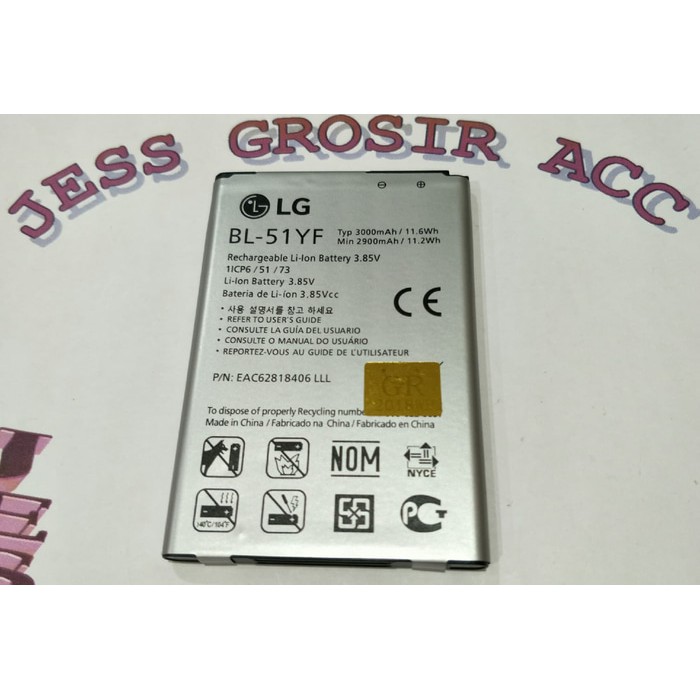 JESS GROSIR ACC
LG
BL-51YF
Typ 3000mAh / 11.6Wh
Min 2900mAh / 11.2Wh
Rechargeable Li-Ion Battery 3.85V
1ICP6 / 51 / 73
Li-Ion Battery 3.85V
Bateria de Li-ion 3.85Vcc
• 사용 설명서를 참고 하세요
• REFER TO USER'S GUIDE
• CONSULTE LA GUÍA DEL USUARIO
• CONSULTE O MANUAL DO USUÁRIO
• REPORTEZ-VOUS AU GUIDE DE L'UTILISATEUR
CE
P/N: EAC62818406 LLL
GR
To dispose of properly Recycling number
Made in China / Fabricado na China / Fabriqué en Chine
NOM
NYCE
>40°C/104°F